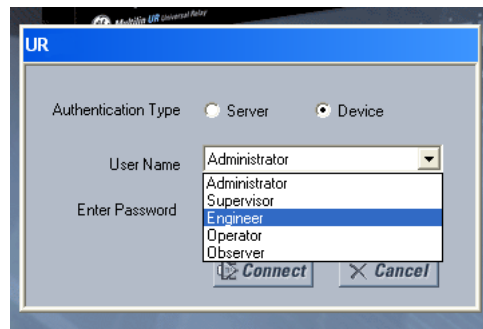 Multilin UR Universal Relay
UR
Authentication Type Server Device
User Name Administrator
Administrator
Supervisor
Enter Password
Engineer
Operator
Observer
Connect Cancel